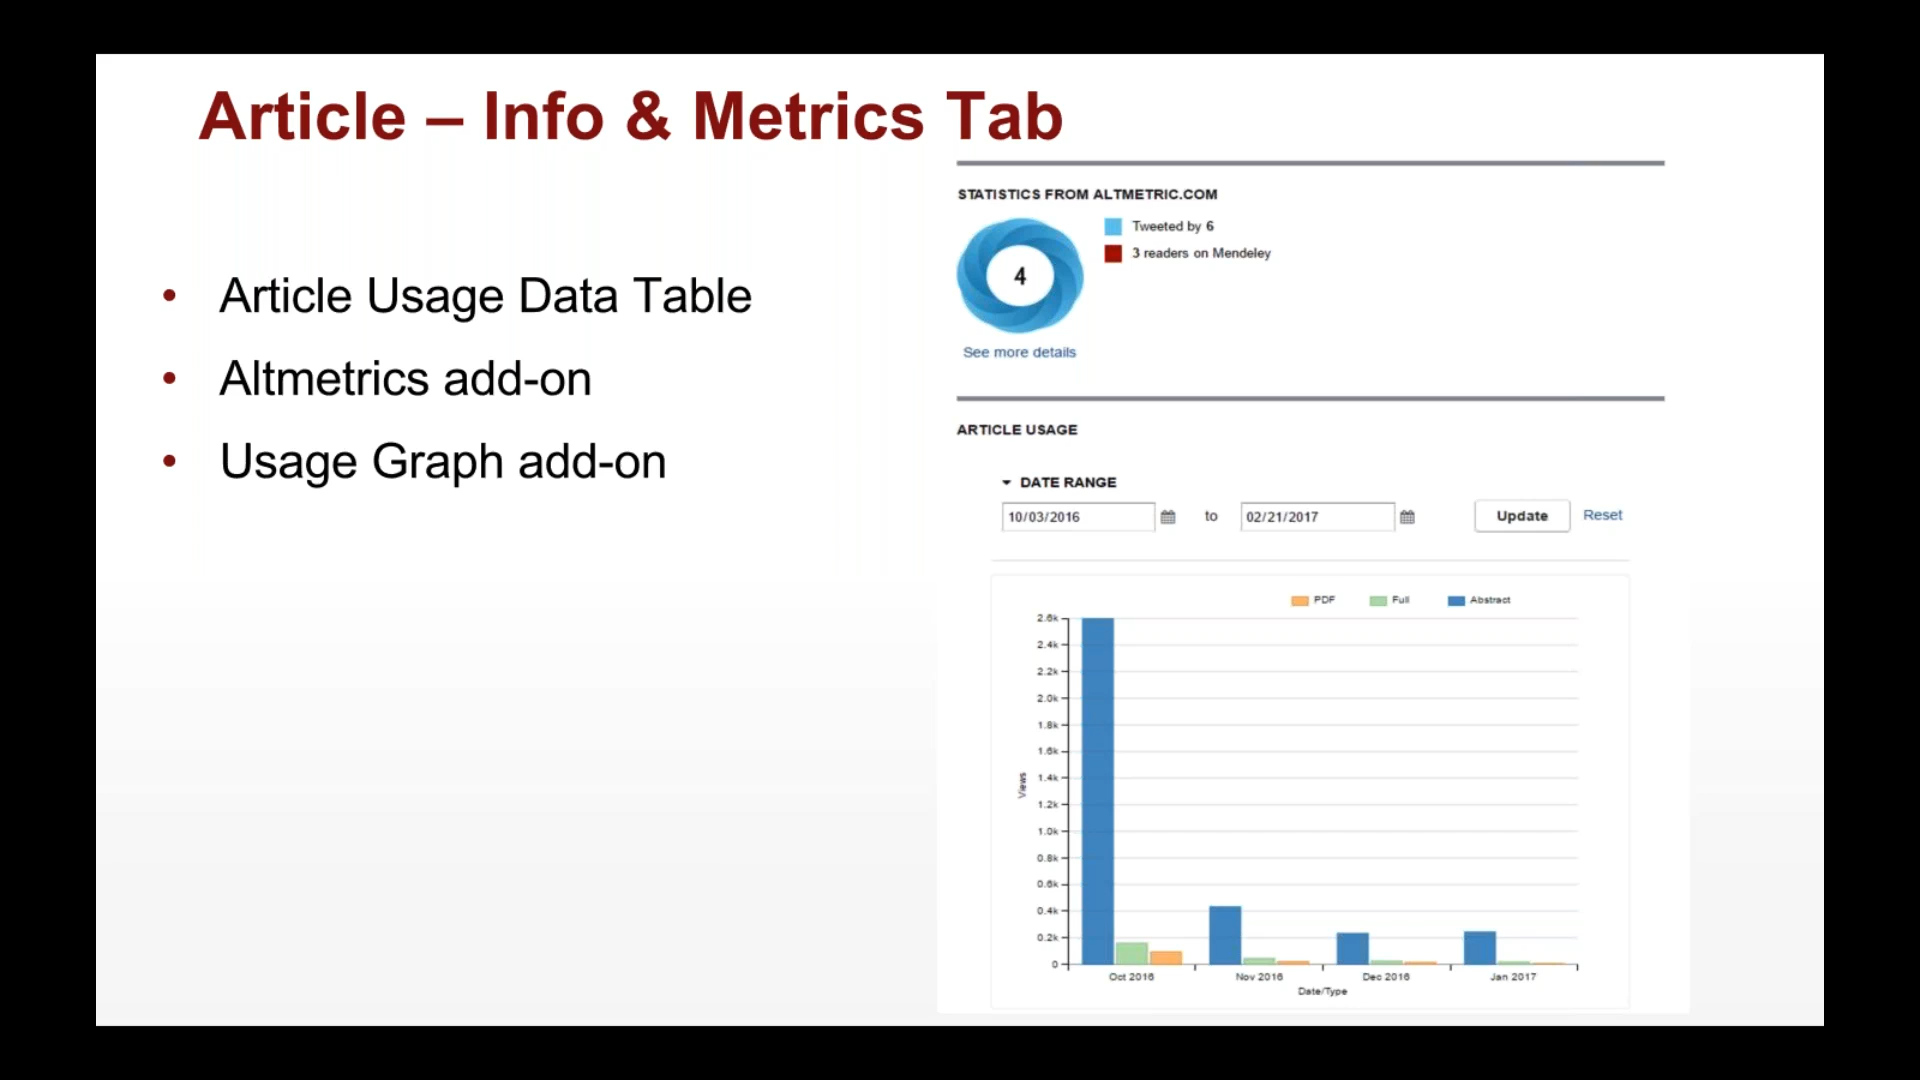 Article – Info & Metrics Tab
• Article Usage Data Table
• Altmetrics add-on
• Usage Graph add-on
STATISTICS FROM ALTMETRIC.COM
4
Tweeted by 6
3 readers on Mendeley
See more details
ARTICLE USAGE
DATE RANGE
10/03/2016 to 02/21/2017 Update Reset
PDF Full Abstract
2.6k
2.4k
2.2k
2.0k
1.8k
1.6k
1.4k
1.2k
1.0k
0.8k
0.6k
0.4k
0.2k
0
Views
Oct 2016 Nov 2016 Dec 2016 Jan 2017
Date/Type